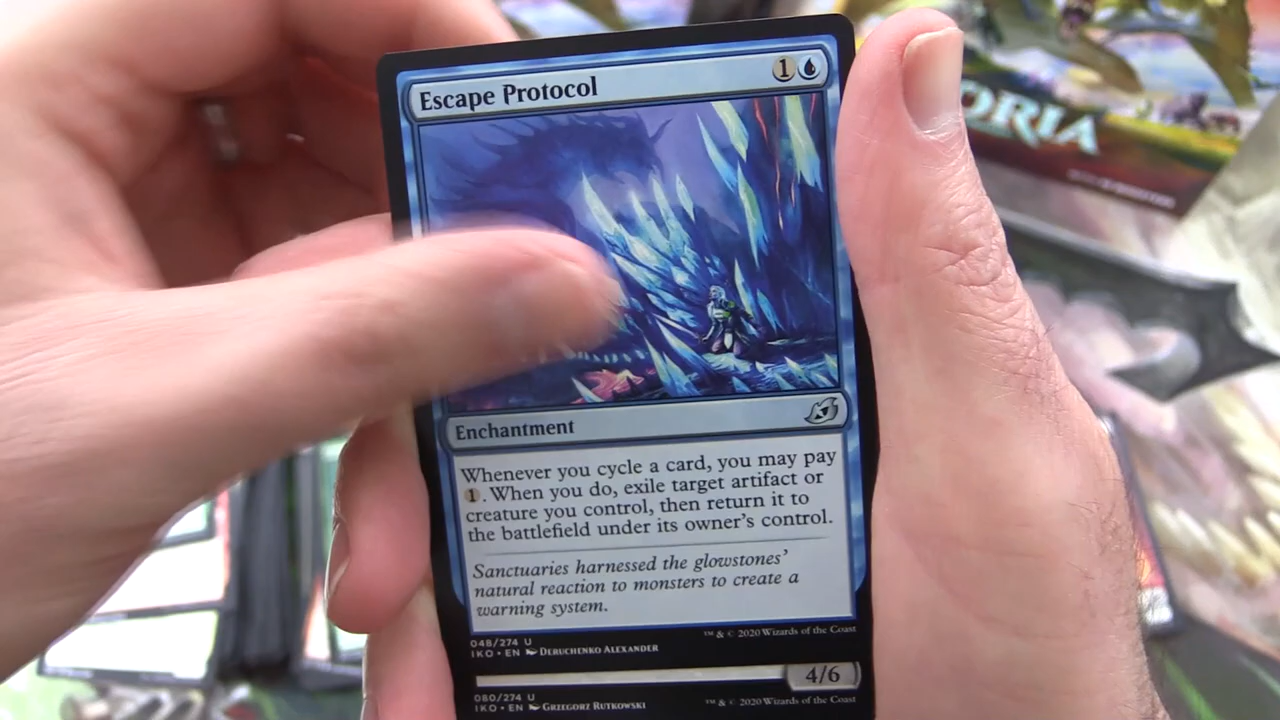 Escape Protocol
1
ORIA
Enchantment
Whenever you cycle a card, you may pay
1. When you do, exile target artifact or
creature you control, then return it to
the battlefield under its owner's control.
Sanctuaries harnessed the glowstones'
natural reaction to monsters to create a
warning system.
048/274 U
IKO • EN Deruchenko Alexander
™ & © 2020 Wizards of the Coast
4/6
080/274 U
IKO • EN Grzegorz Rutkowski
™ & © 2020 Wizards of the Coast